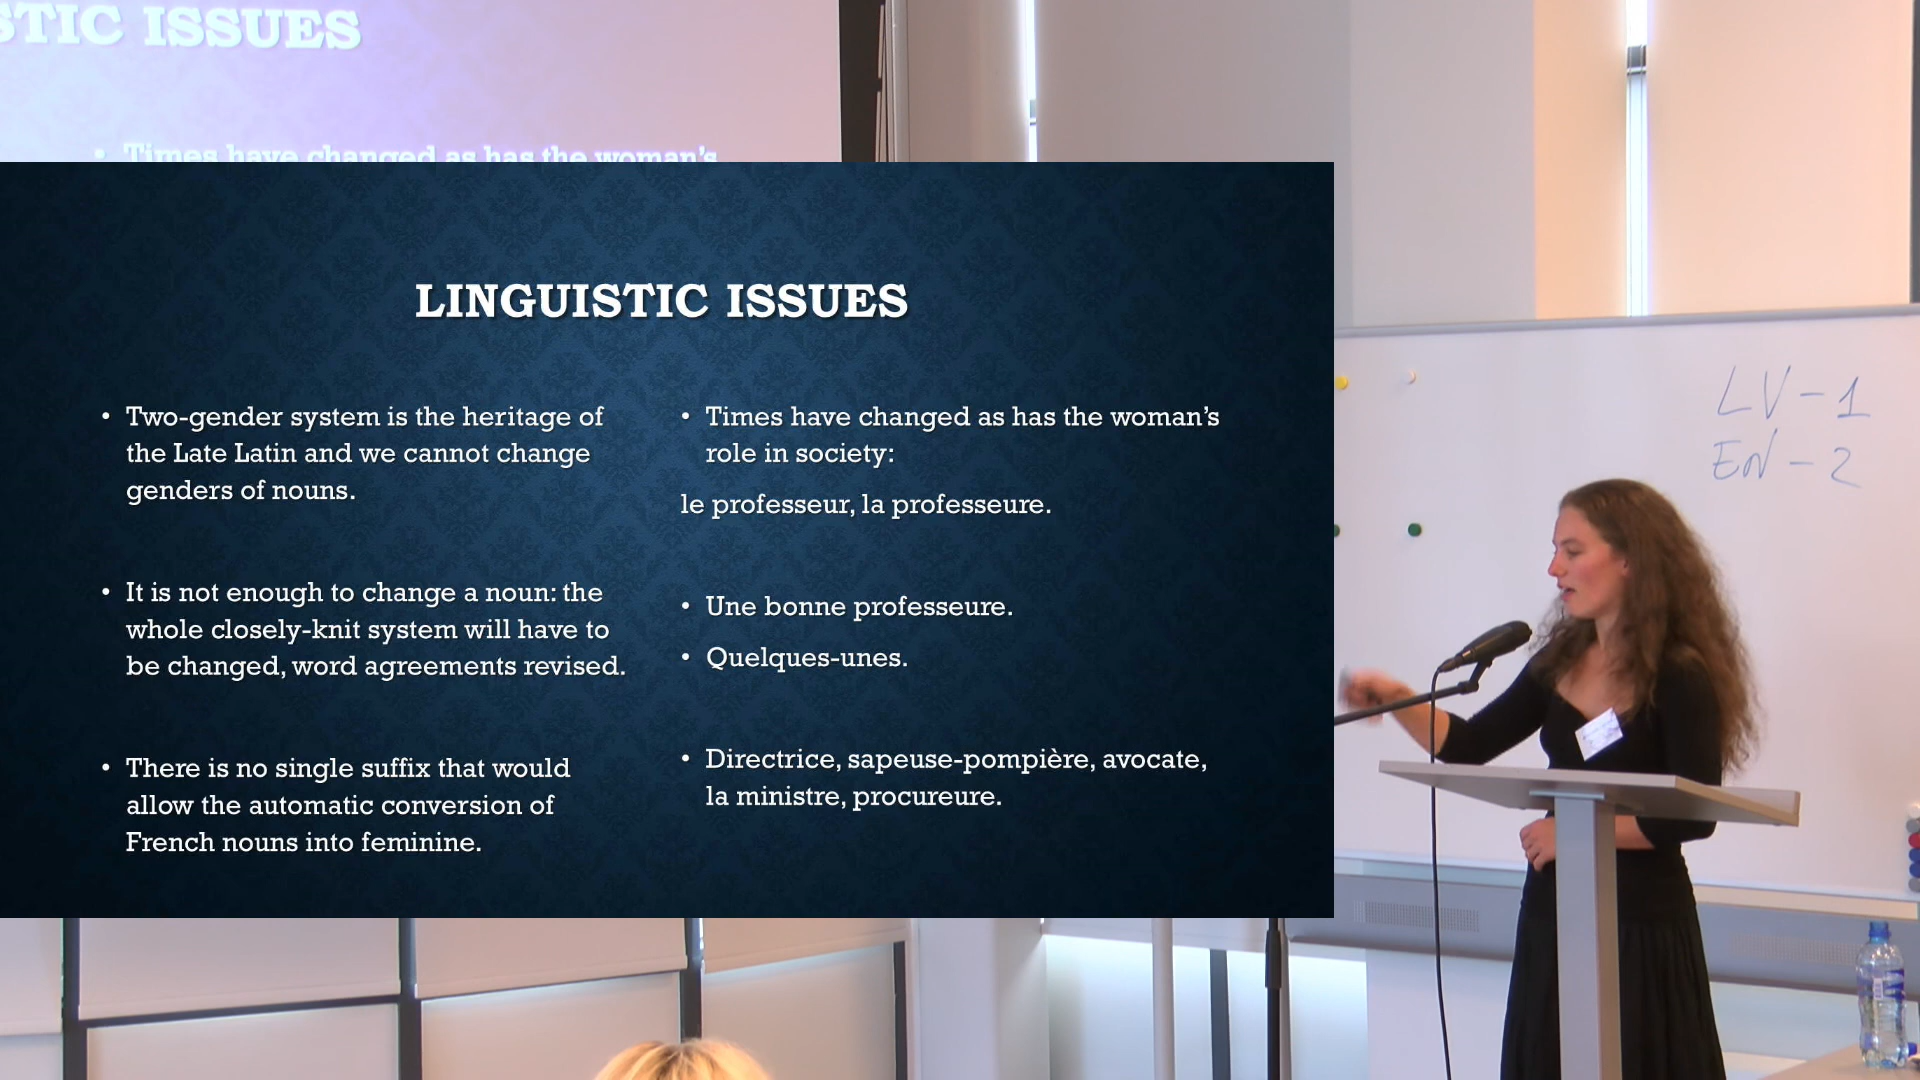 STIC ISSUES
• Times have changed as has the woman's
LINGUISTIC ISSUES
• Two-gender system is the heritage of
the Late Latin and we cannot change
genders of nouns.
• It is not enough to change a noun: the
whole closely-knit system will have to
be changed, word agreements revised.
• There is no single suffix that would
allow the automatic conversion of
French nouns into feminine.
• Times have changed as has the woman’s
role in society:
le professeur, la professeure.
• Une bonne professeure.
• Quelques-unes.
• Directrice, sapeuse-pompière, avocate,
la ministre, procureure.
LV-1
EN-2